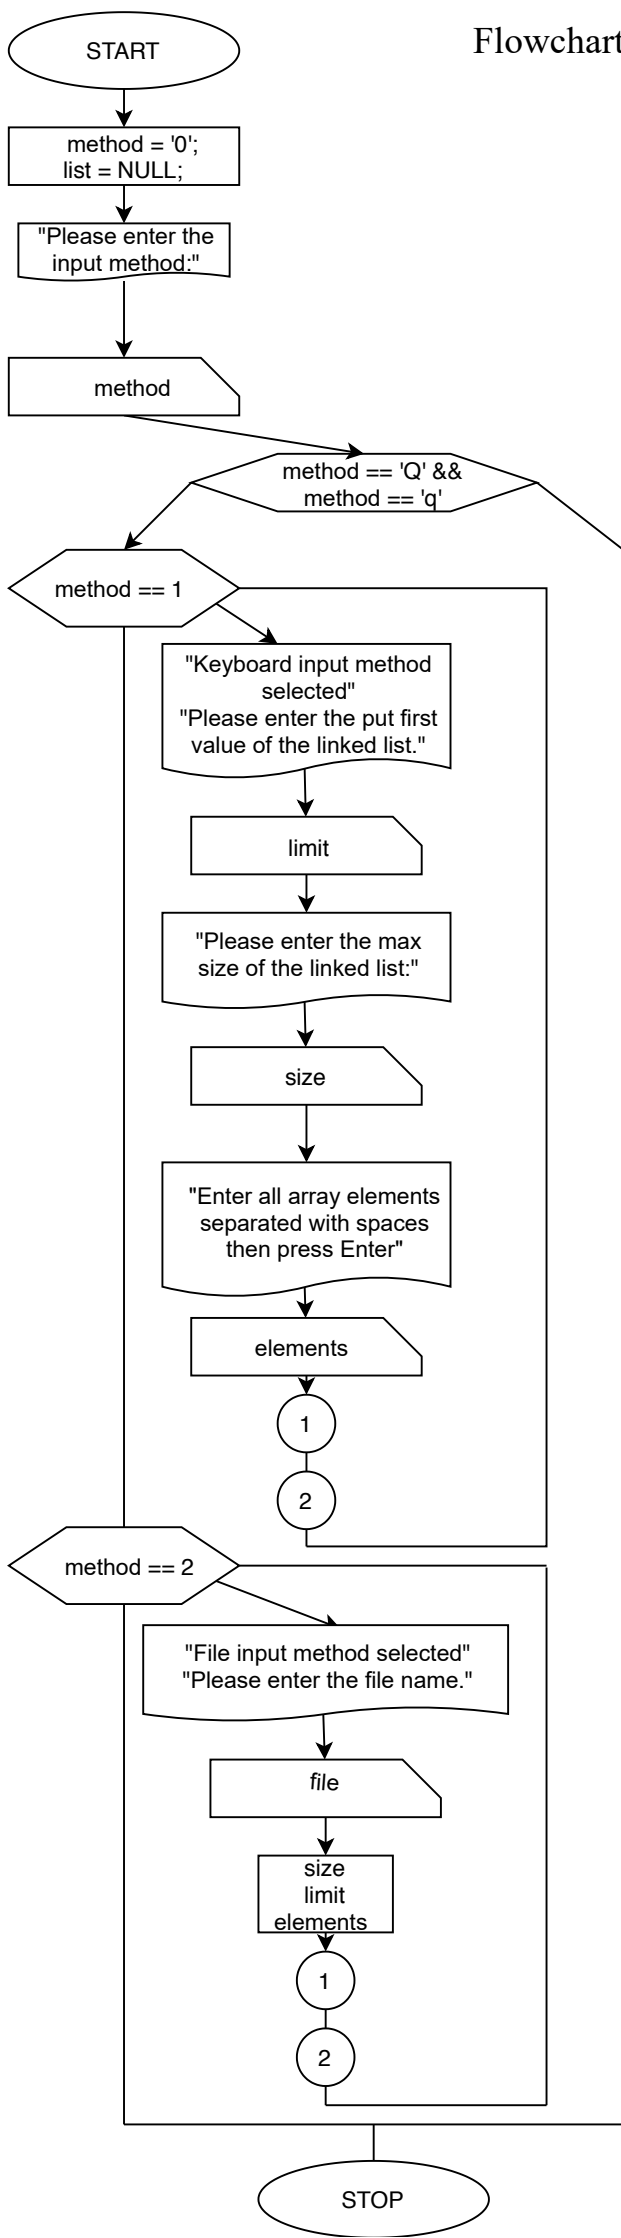 START
Flowchart
method = '0';
list = NULL;
"Please enter the
input method:"
method
method == 'Q' &&
method == 'q'
method == 1
"Keyboard input method
selected"
"Please enter the put first
value of the linked list."
limit
"Please enter the max
size of the linked list:"
size
"Enter all array elements
separated with spaces
then press Enter"
elements
1
2
method == 2
"File input method selected"
"Please enter the file name."
file
size
limit
elements
1
2
STOP